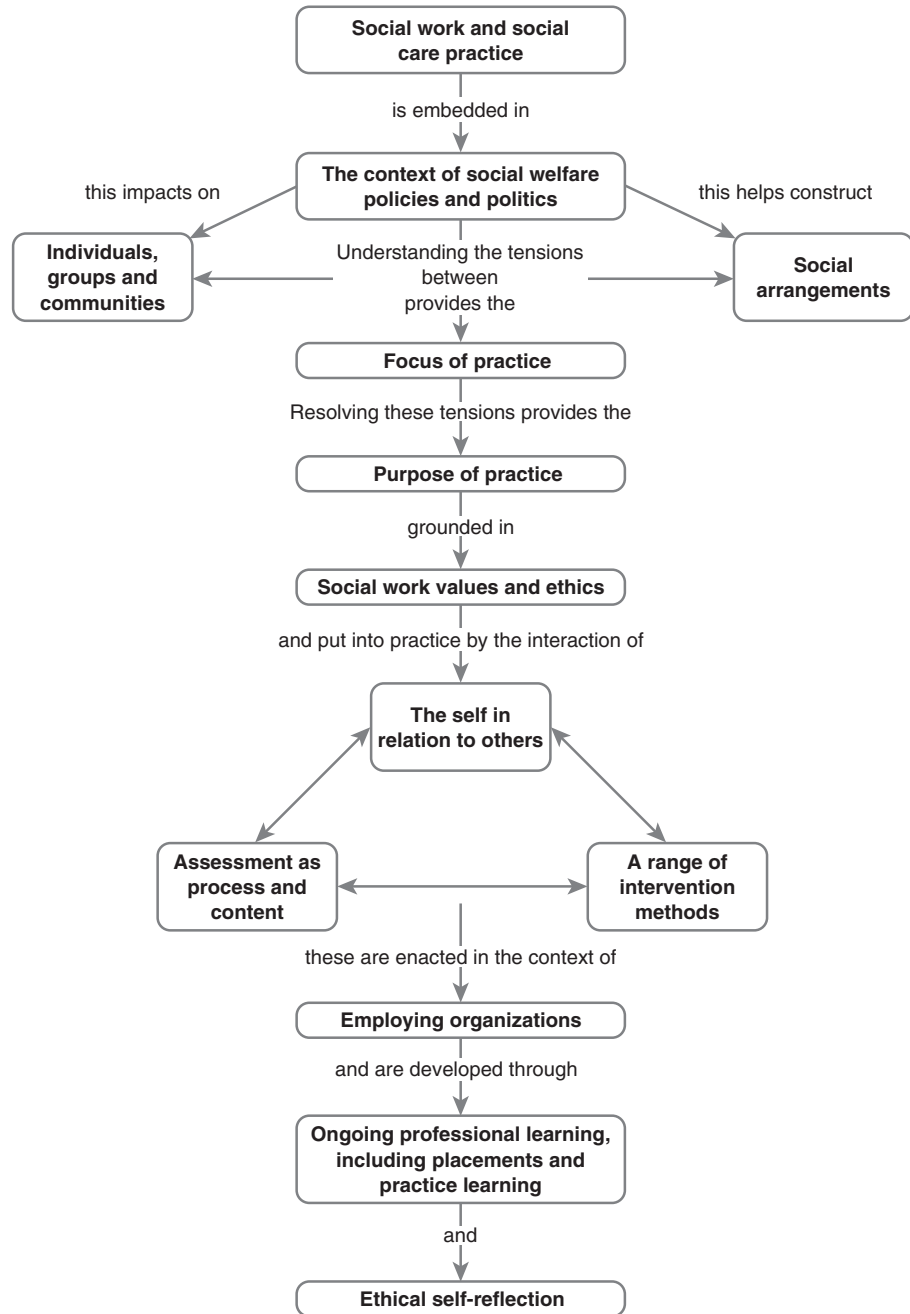 Social work and social
care practice
is embedded in
The context of social welfare
policies and politics
this impacts on
this helps construct
Individuals,
groups and
communities
Understanding the tensions
between
provides the
Social
arrangements
Focus of practice
Resolving these tensions provides the
Purpose of practice
grounded in
Social work values and ethics
and put into practice by the interaction of
The self in
relation to others
Assessment as
process and
content
A range of
intervention
methods
these are enacted in the context of
Employing organizations
and are developed through
Ongoing professional learning,
including placements and
practice learning
and
Ethical self-reflection